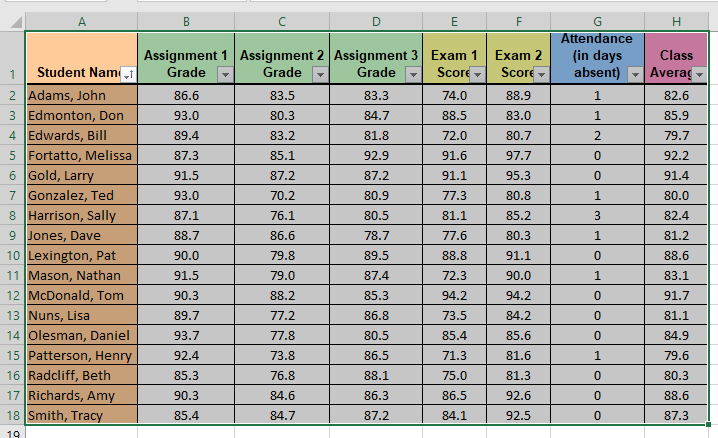 A B C D E F G H
1 Student Nam Assignment 1 Grade Assignment 2 Grade Assignment 3 Grade Exam 1 Score Exam 2 Score Attendance (in days absent) Class Averag
2 Adams, John 86.6 83.5 83.3 74.0 88.9 1 82.6
3 Edmonton, Don 93.0 80.3 84.7 88.5 83.0 1 85.9
4 Edwards, Bill 89.4 83.2 81.8 72.0 80.7 2 79.7
5 Fortatto, Melissa 87.3 85.1 92.9 91.6 97.7 0 92.2
6 Gold, Larry 91.5 87.2 87.2 91.1 95.3 0 91.4
7 Gonzalez, Ted 93.0 70.2 80.9 77.3 80.8 1 80.0
8 Harrison, Sally 87.1 76.1 80.5 81.1 85.2 3 82.4
9 Jones, Dave 88.7 86.6 78.7 77.6 80.3 1 81.2
10 Lexington, Pat 90.0 79.8 89.5 88.8 91.1 0 88.6
11 Mason, Nathan 91.5 79.0 87.4 72.3 90.0 1 83.1
12 McDonald, Tom 90.3 88.2 85.3 94.2 94.2 0 91.7
13 Nuns, Lisa 89.7 77.2 86.8 73.5 84.2 0 81.1
14 Olesman, Daniel 93.7 77.8 80.5 85.4 85.6 0 84.9
15 Patterson, Henry 92.4 73.8 86.5 71.3 81.6 1 79.6
16 Radcliff, Beth 85.3 76.8 88.1 75.0 81.3 0 80.3
17 Richards, Amy 90.3 84.6 86.3 86.5 92.6 0 88.6
18 Smith, Tracy 85.4 84.7 87.2 84.1 92.5 0 87.3
19